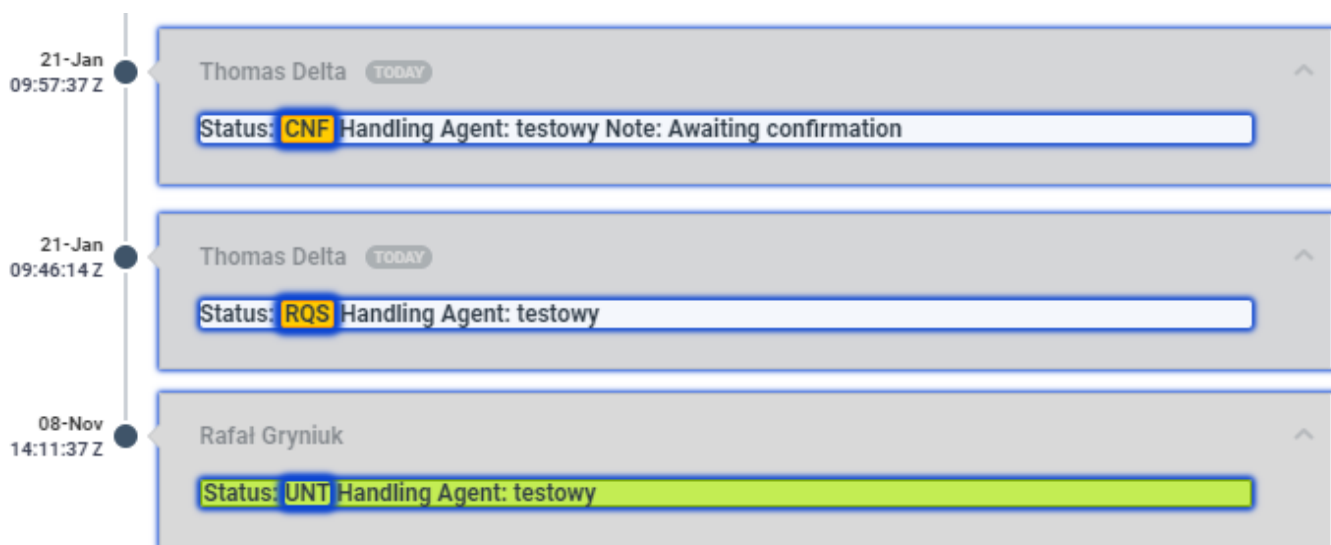 21-Jan
09:57:37 Z
Thomas Delta TODAY
Status: CNF Handling Agent: testowy Note: Awaiting confirmation
21-Jan
09:46:14 Z
Thomas Delta TODAY
Status: RQS Handling Agent: testowy
08-Nov
14:11:37 Z
Rafał Gryniuk
Status: UNT Handling Agent: testowy